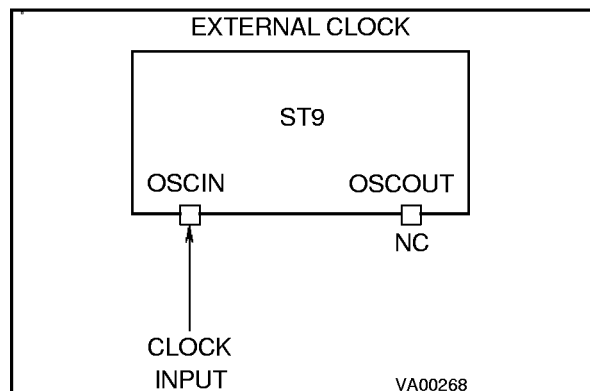 EXTERNAL CLOCK
ST9
OSCIN OSCOUT
NC
CLOCK
INPUT
VA00268